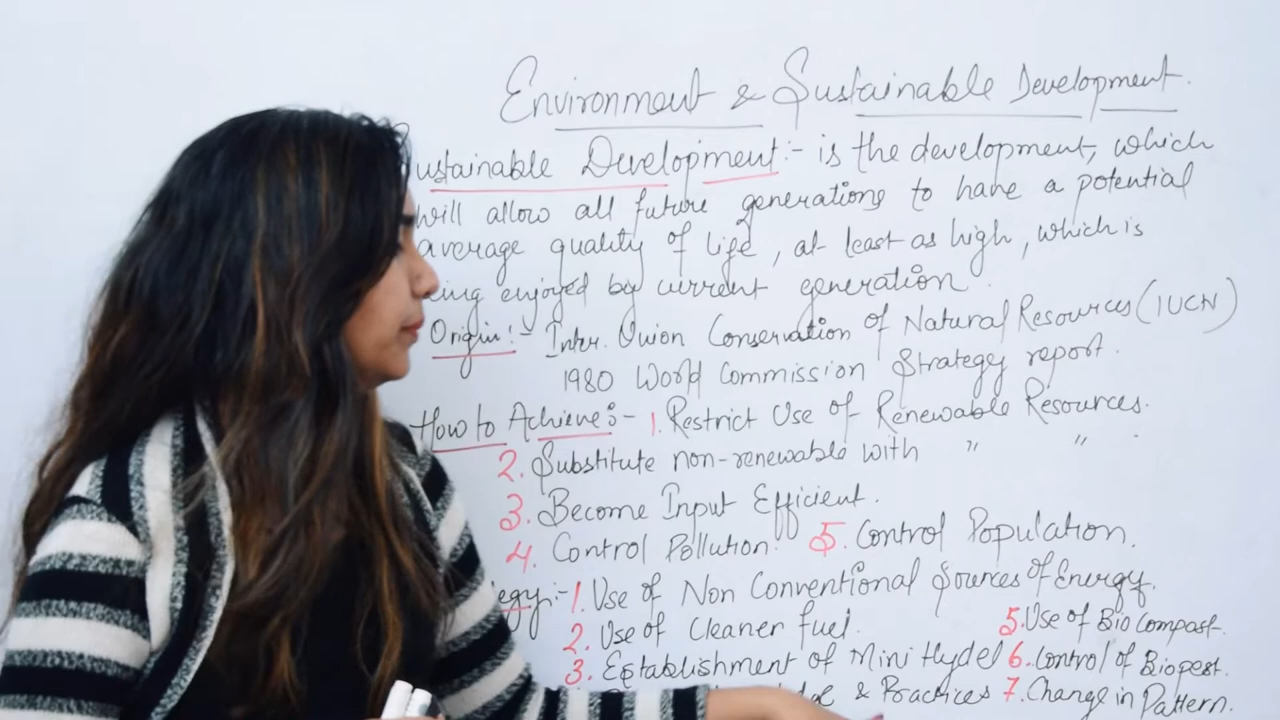 Environment & Sustainable Development.
ustainable Development:- is the development, which
will allow all future generations to have a potential
average quality of life, at least as high, which is
eing enjoyed by current generation.
Origin:- Inter. Union Conservation of Natural Resources (IUCN)
1980 World Commission Strategy report.
How to Achieve:- 1. Restrict Use of Renewable Resources.
2. Substitute non-renewable with " "
3. Become Input Efficient.
4. Control Pollution. 5. Control Population.
egy:- 1. Use of Non Conventional Sources of Energy.
2. Use of Cleaner fuel. 5. Use of Bio Compost.
3. Establishment of Mini Hydel 6. Control of Biopest.
& Practices 7. Change in Pattern.